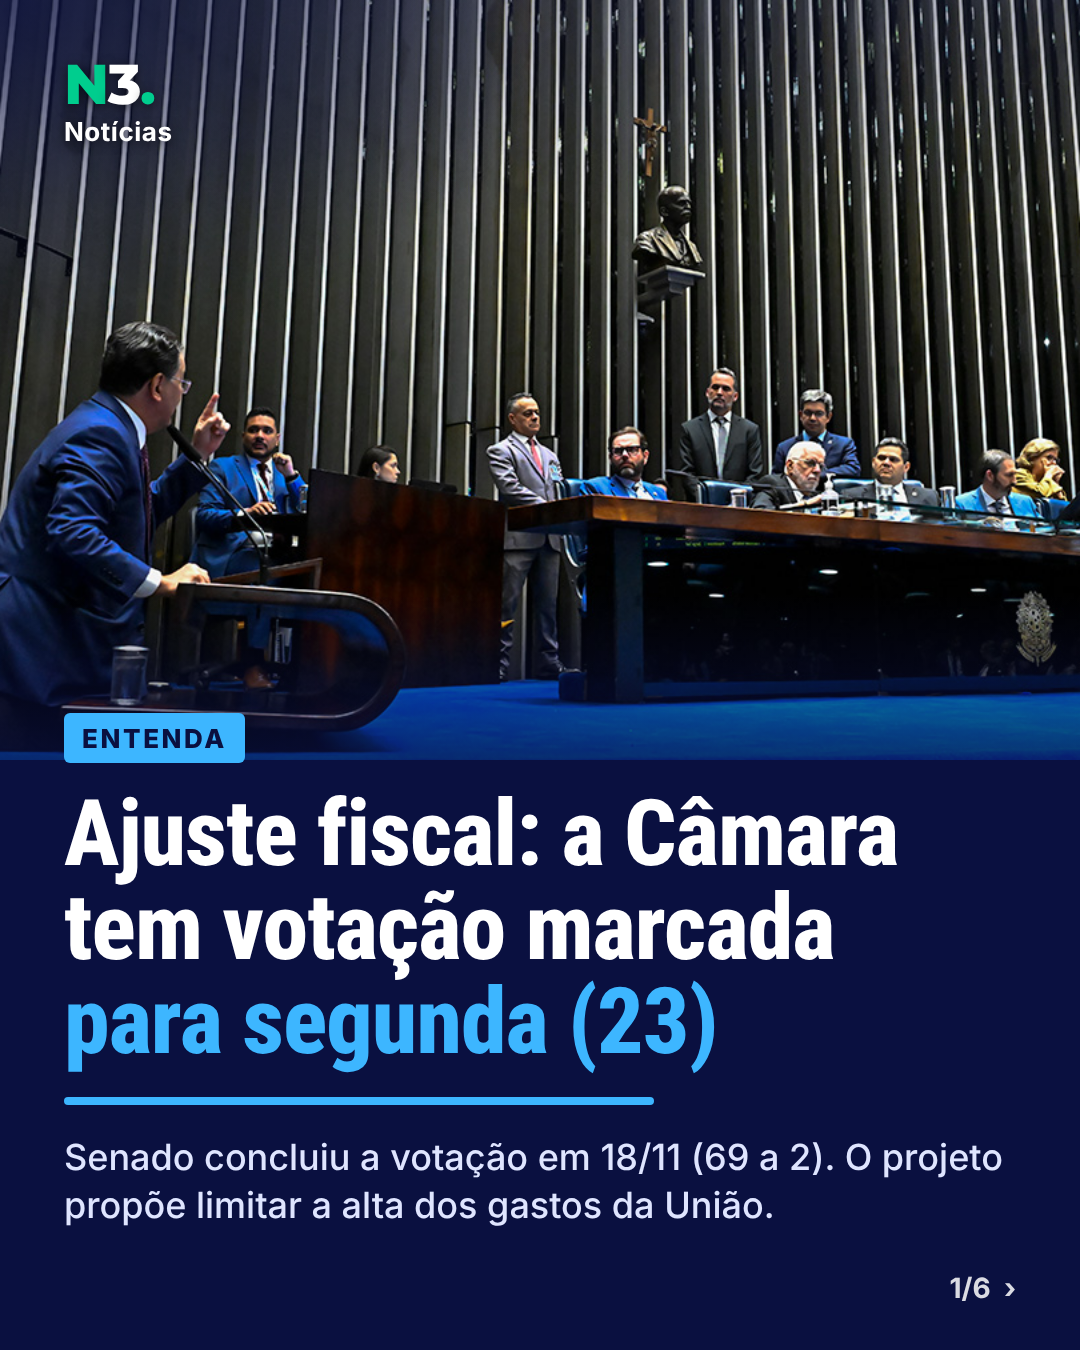 N3.
Notícias
ENTENDA
Ajuste fiscal: a Câmara
tem votação marcada
para segunda (23)
Senado concluiu a votação em 18/11 (69 a 2). O projeto
propõe limitar a alta dos gastos da União.
1/6 ›